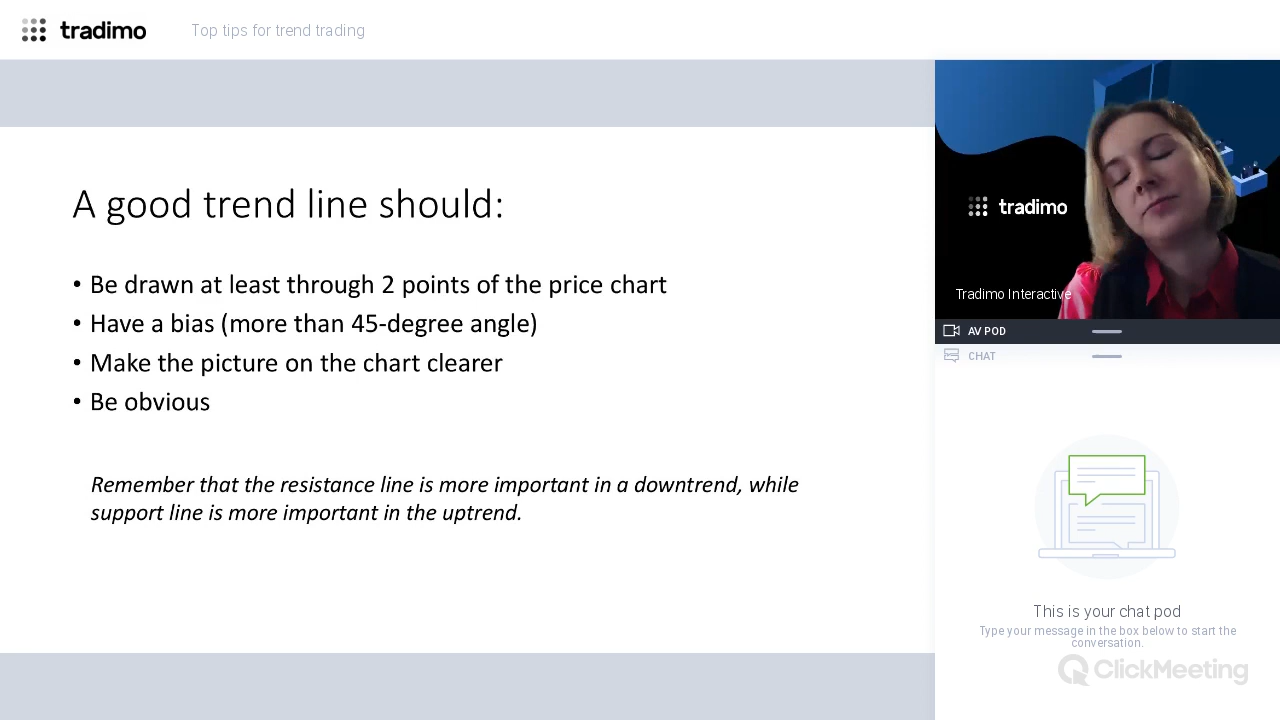 tradimo
Top tips for trend trading
A good trend line should:
• Be drawn at least through 2 points of the price chart
• Have a bias (more than 45-degree angle)
• Make the picture on the chart clearer
• Be obvious
Remember that the resistance line is more important in a downtrend, while
support line is more important in the uptrend.
tradimo
Tradimo Interactive
AV POD
CHAT
This is your chat pod
Type your message in the box below to start the
conversation.
ClickMeeting